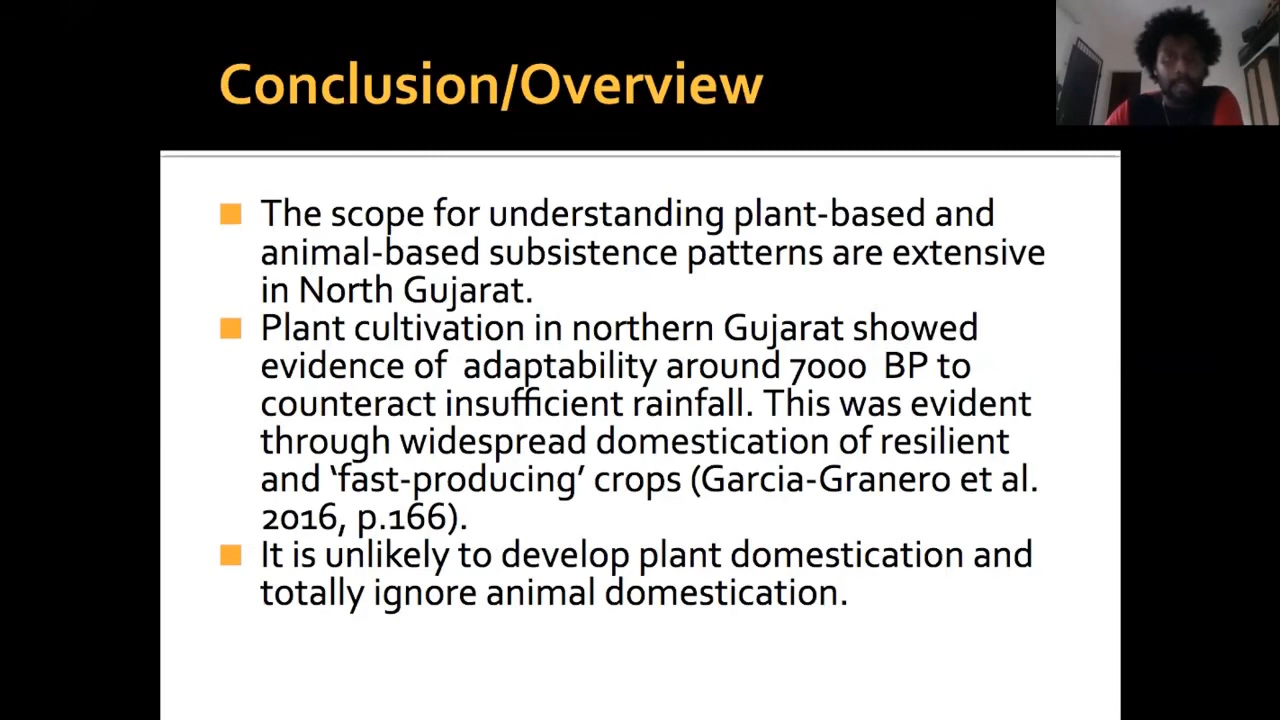 Conclusion/Overview
The scope for understanding plant-based and
animal-based subsistence patterns are extensive
in North Gujarat.
Plant cultivation in northern Gujarat showed
evidence of adaptability around 7000 BP to
counteract insufficient rainfall. This was evident
through widespread domestication of resilient
and ‘fast-producing’ crops (Garcia-Granero et al.
2016, p.166).
It is unlikely to develop plant domestication and
totally ignore animal domestication.